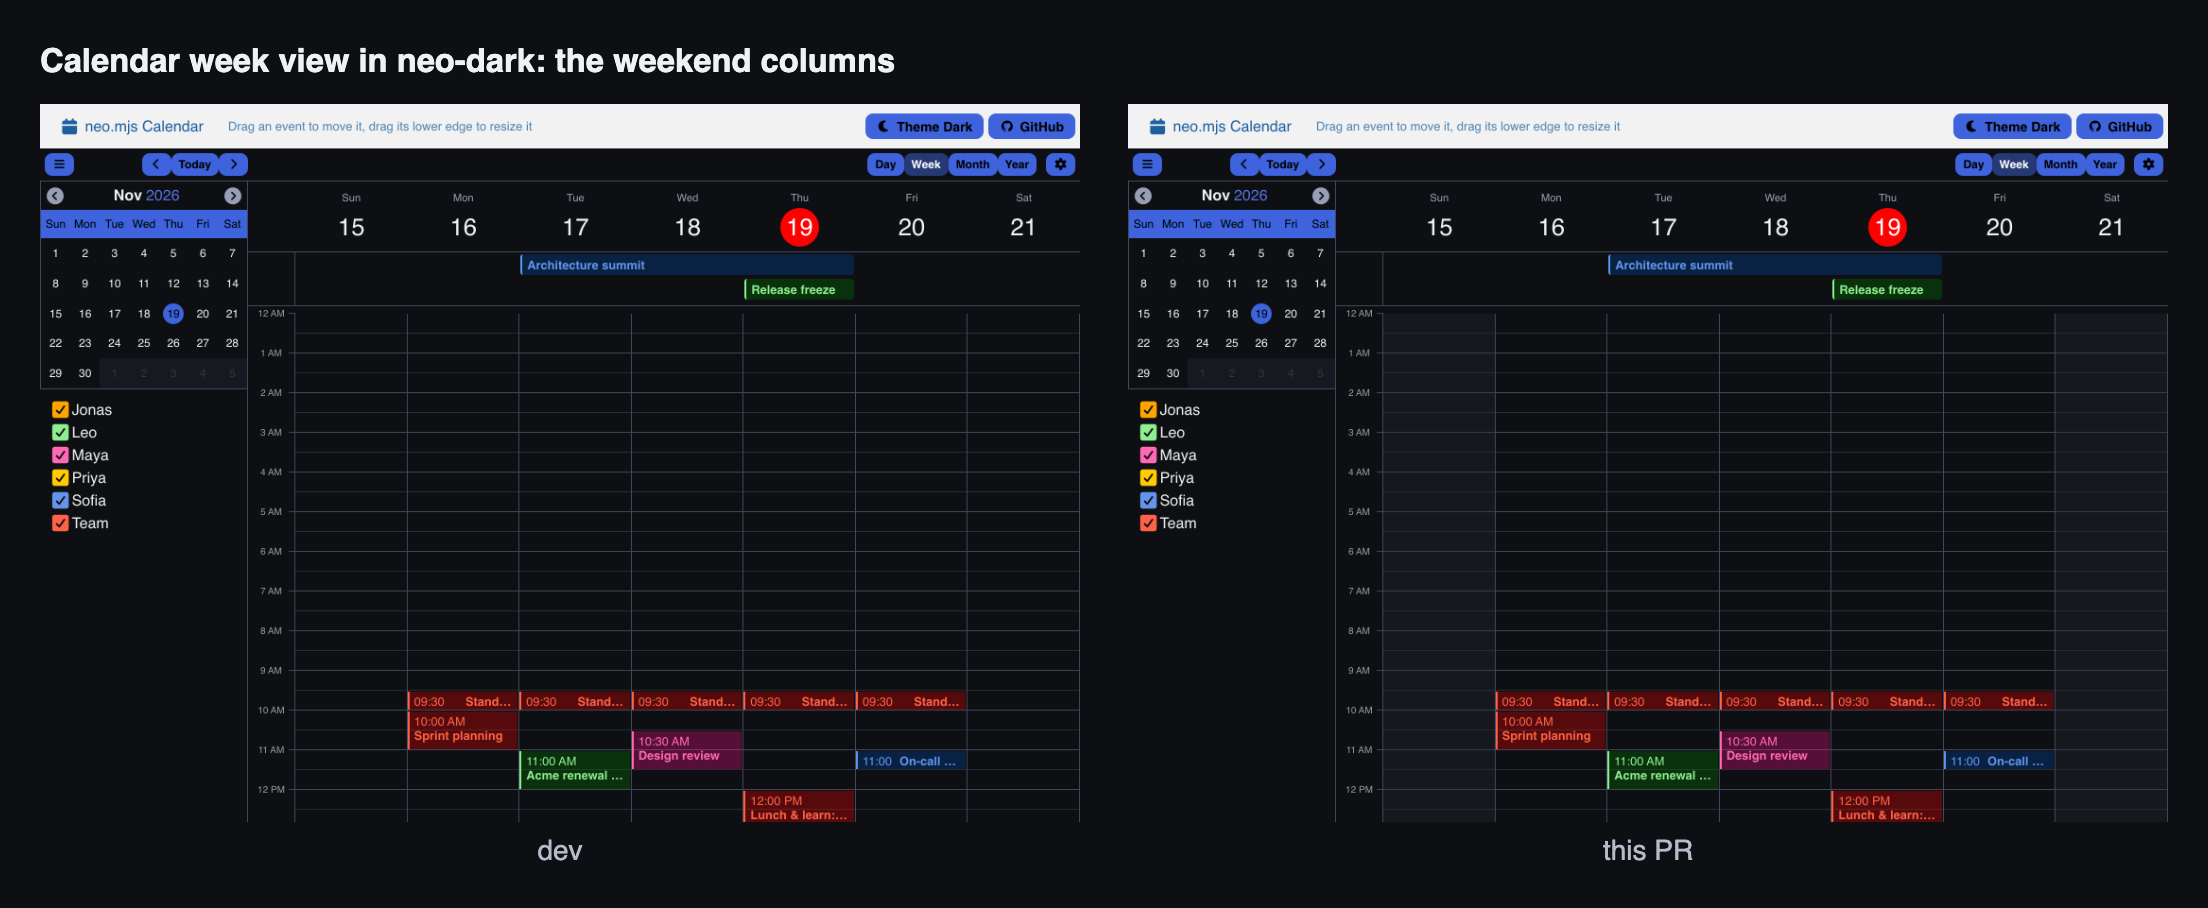 Calendar week view in neo-dark: the weekend columns
neo.mjs Calendar Drag an event to move it, drag its lower edge to resize it Theme Dark GitHub
Today Day Week Month Year
Nov 2026
Sun Mon Tue Wed Thu Fri Sat
1 2 3 4 5 6 7
8 9 10 11 12 13 14
15 16 17 18 19 20 21
22 23 24 25 26 27 28
29 30 1 2 3 4 5
Jonas
Leo
Maya
Priya
Sofia
Team
Sun Mon Tue Wed Thu Fri Sat
15 16 17 18 19 20 21
Architecture summit
Release freeze
12 AM
1 AM
2 AM
3 AM
4 AM
5 AM
6 AM
7 AM
8 AM
9 AM
09:30 Stand... 09:30 Stand... 09:30 Stand... 09:30 Stand... 09:30 Stand...
10 AM
10:00 AM
Sprint planning
10:30 AM
Design review
11 AM
11:00 AM
Acme renewal ...
11:00 On-call ...
12 PM
12:00 PM
Lunch & learn:...
dev
neo.mjs Calendar Drag an event to move it, drag its lower edge to resize it Theme Dark GitHub
Today Day Week Month Year
Nov 2026
Sun Mon Tue Wed Thu Fri Sat
1 2 3 4 5 6 7
8 9 10 11 12 13 14
15 16 17 18 19 20 21
22 23 24 25 26 27 28
29 30 1 2 3 4 5
Jonas
Leo
Maya
Priya
Sofia
Team
Sun Mon Tue Wed Thu Fri Sat
15 16 17 18 19 20 21
Architecture summit
Release freeze
12 AM
1 AM
2 AM
3 AM
4 AM
5 AM
6 AM
7 AM
8 AM
9 AM
09:30 Stand... 09:30 Stand... 09:30 Stand... 09:30 Stand... 09:30 Stand...
10 AM
10:00 AM
Sprint planning
10:30 AM
Design review
11 AM
11:00 AM
Acme renewal ...
11:00 On-call ...
12 PM
12:00 PM
Lunch & learn:...
this PR